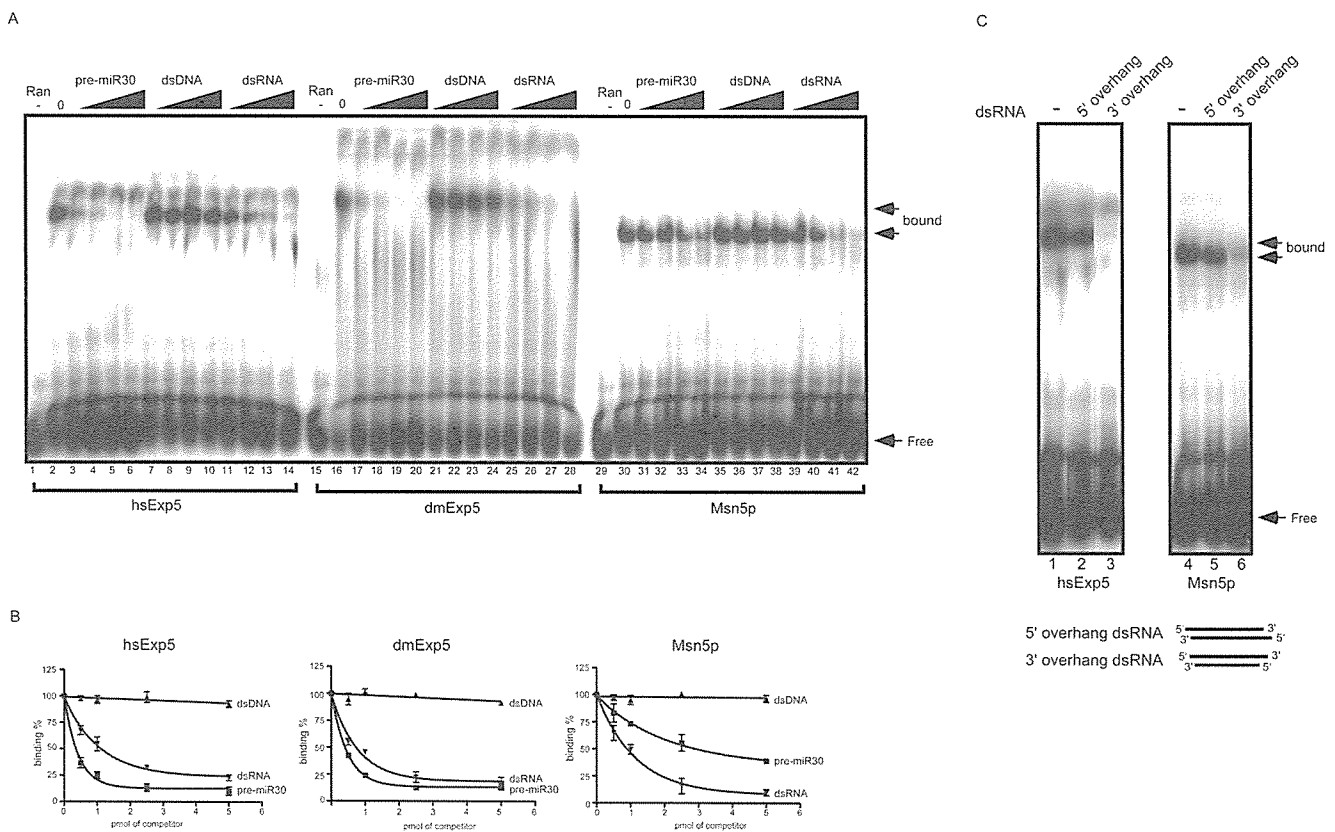 A
C
pre-miR30 dsDNA dsRNA pre-miR30 dsDNA dsRNA pre-miR30 dsDNA dsRNA
Ran Ran Ran
- 0 - 0 - 0
bound
Free
1 2 3 4 5 6 7 8 9 10 11 12 13 14 15 16 17 18 19 20 21 22 23 24 25 26 27 28 29 30 31 32 33 34 35 36 37 38 39 40 41 42
hsExp5 dmExp5 Msn5p
dsRNA - 5' overhang 3' overhang - 5' overhang 3' overhang
bound
Free
1 2 3 4 5 6
hsExp5 Msn5p
5' overhang dsRNA 5' 3'
3' 5'
3' overhang dsRNA 5' 3'
3' 5'
B
hsExp5
binding %
125
100
75
50
25
0
0 1 2 3 4 5 6
pmol of competitor
dsDNA
dsRNA
pre-miR30
dmExp5
binding %
125
100
75
50
25
0
0 1 2 3 4 5 6
pmol of competitor
dsDNA
dsRNA
pre-miR30
Msn5p
binding %
125
100
75
50
25
0
0 1 2 3 4 5 6
pmol of competitor
dsDNA
pre-miR30
dsRNA